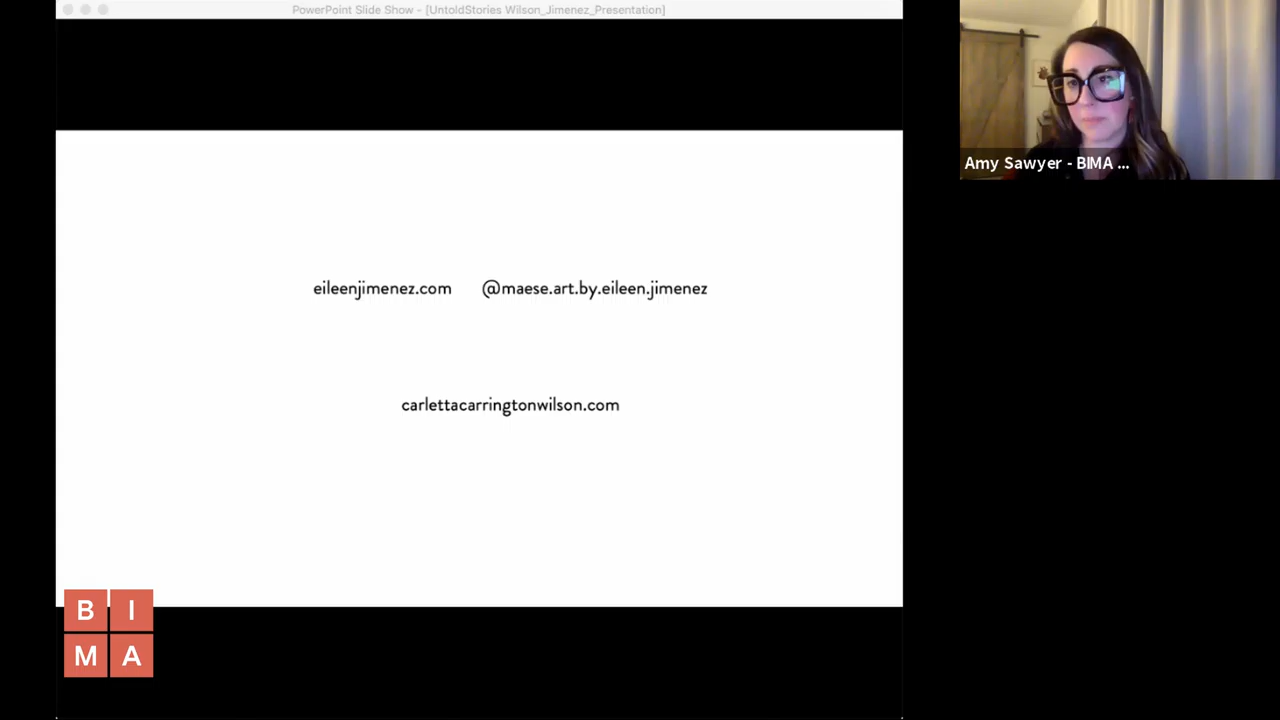 PowerPoint Slide Show - [UntoldStories Wilson_Jimenez_Presentation]
Amy Sawyer - BIMA ...
eileenjimenez.com @maese.art.by.eileen.jimenez
carlettacarringtonwilson.com
B I
M A